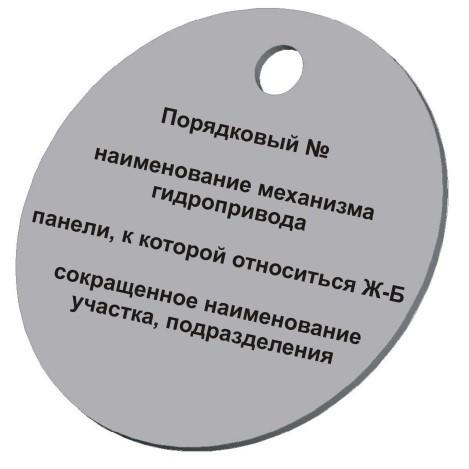 Порядковый №
наименование механизма
гидропривода
панели, к которой относиться Ж-Б
сокращенное наименование
участка, подразделения